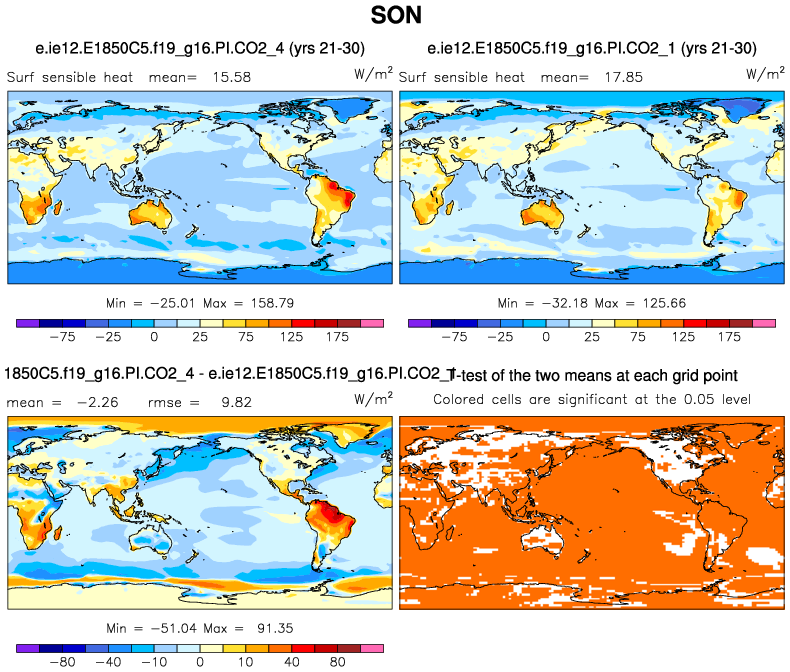 SON
e.ie12.E1850C5.f19_g16.PI.CO2_4 (yrs 21-30)
e.ie12.E1850C5.f19_g16.PI.CO2_1 (yrs 21-30)
Surf sensible heat mean= 15.58 W/m²
Surf sensible heat mean= 17.85 W/m²
Min = -25.01 Max = 158.79
Min = -32.18 Max = 125.66
-75 -25 0 25 75 125 175
-75 -25 0 25 75 125 175
1850C5.f19_g16.PI.CO2_4 - e.ie12.E1850C5.f19_g16.PI.CO2_
T-test of the two means at each grid point
mean = -2.26 rmse = 9.82 W/m²
Colored cells are significant at the 0.05 level
Min = -51.04 Max = 91.35
-80 -40 -10 0 10 40 80